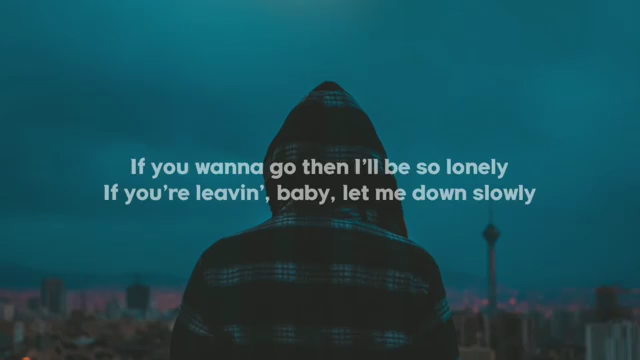 If you wanna go then I'll be so lonely
If you're leavin', baby, let me down slowly